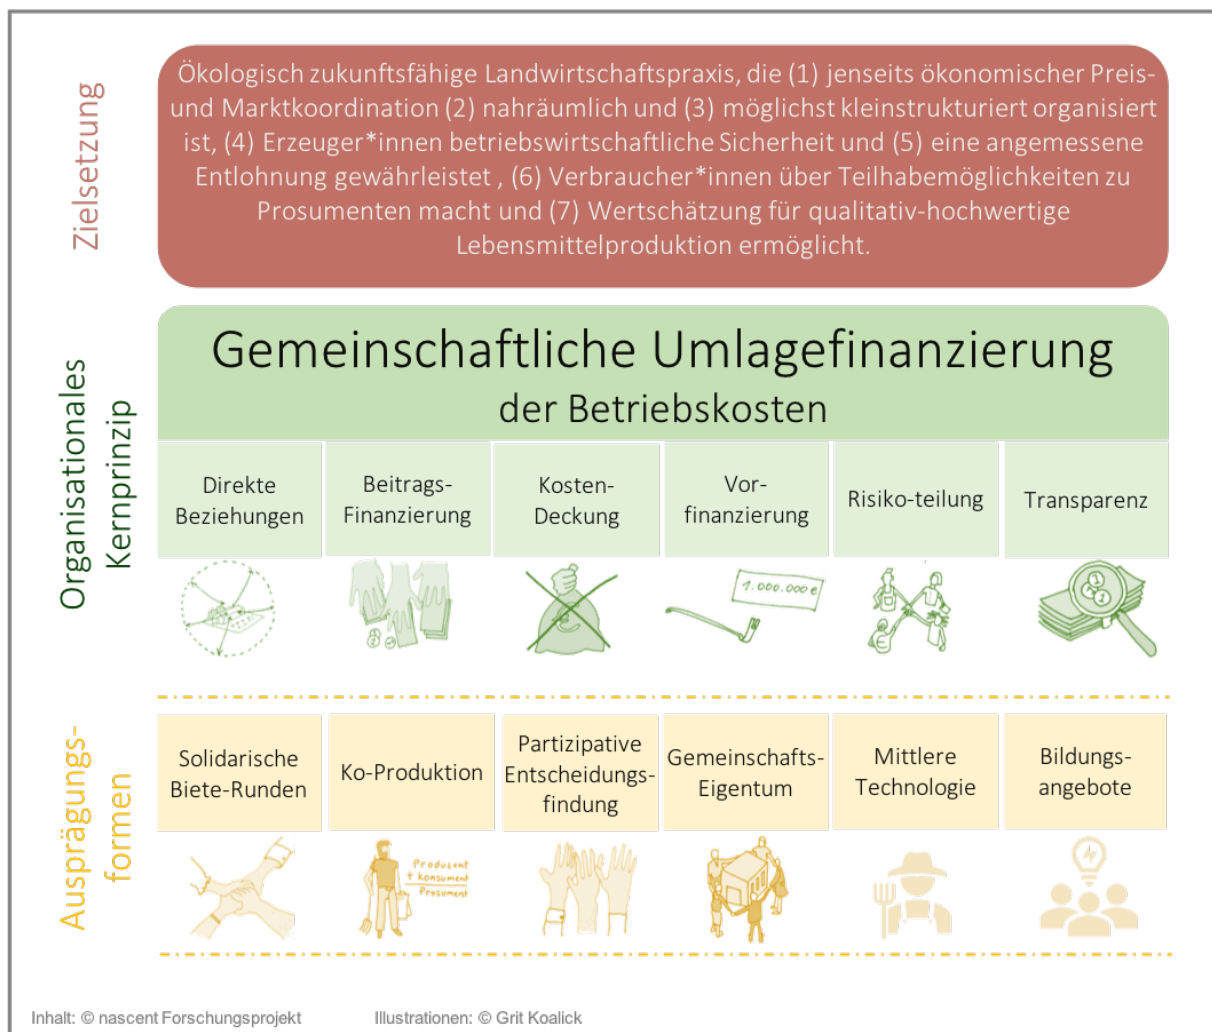 Zielsetzung
Ökologisch zukunftsfähige Landwirtschaftspraxis, die (1) jenseits ökonomischer Preis-
und Marktkoordination (2) nahräumlich und (3) möglichst kleinstrukturiert organisiert
ist, (4) Erzeuger*innen betriebswirtschaftliche Sicherheit und (5) eine angemessene
Entlohnung gewährleistet , (6) Verbraucher*innen über Teilhabemöglichkeiten zu
Prosumenten macht und (7) Wertschätzung für qualitativ-hochwertige
Lebensmittelproduktion ermöglicht.
Organisationales
Kernprinzip
Gemeinschaftliche Umlagefinanzierung
der Betriebskosten
Direkte
Beziehungen
Beitrags-
Finanzierung
Kosten-
Deckung
Vor-
finanzierung
Risiko-teilung
Transparenz
€
1.000.000 €
1
1
Ausprägungs-
formen
Solidarische
Biete-Runden
Ko-Produktion
Partizipative
Entscheidungs-
findung
Gemeinschafts-
Eigentum
Mittlere
Technologie
Bildungs-
angebote
Produzent
+ konsument
Prosument
Inhalt: © nascent Forschungsprojekt
Illustrationen: © Grit Koalick